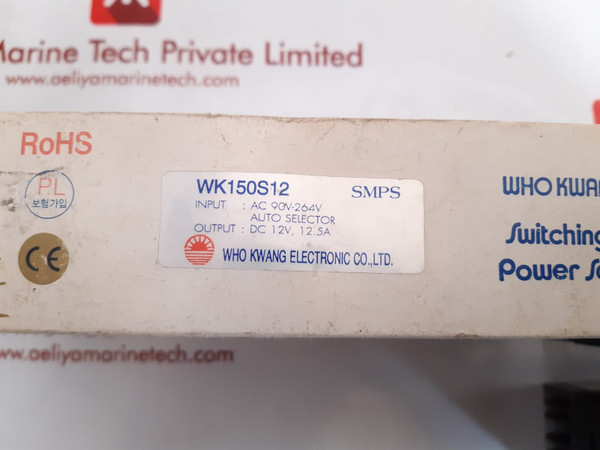 Marine Tech Private Limited
www.aeliyamarinetech.com
RoHS
PL
보험가입
CE
WK150S12 SMPS
INPUT : AC 90V-264V
AUTO SELECTOR
OUTPUT : DC 12V, 12.5A
WHO KWANG ELECTRONIC CO.,LTD.
WHO KWAN
Switching
Power S
www.aeliyamarinetech.com